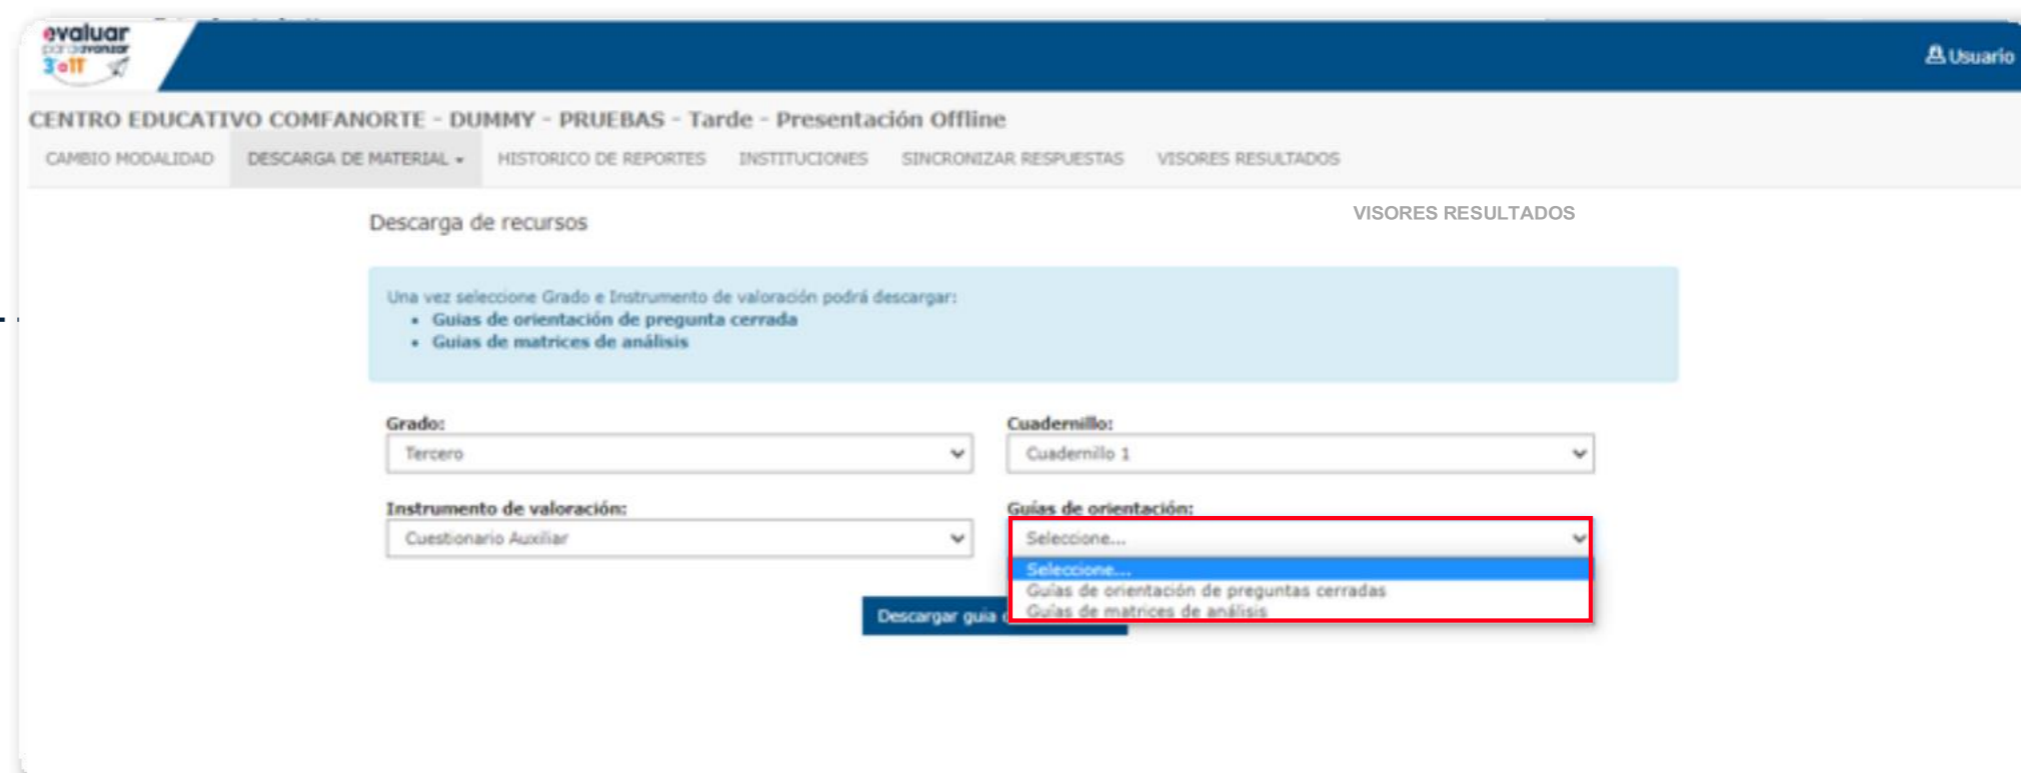 evaluar
para avanzar
3°a11°
Usuario
CENTRO EDUCATIVO COMFANORTE - DUMMY - PRUEBAS - Tarde - Presentación Offline
CAMBIO MODALIDAD DESCARGA DE MATERIAL HISTORICO DE REPORTES INSTITUCIONES SINCRONIZAR RESPUESTAS VISORES RESULTADOS
Descarga de recursos
VISORES RESULTADOS
Una vez seleccione Grado e Instrumento de valoración podrá descargar:
• Guias de orientación de pregunta cerrada
• Guias de matrices de análisis
Grado: Cuadernillo:
Tercero Cuadernillo 1
Instrumento de valoración: Guías de orientación:
Cuestionario Auxiliar Seleccione...
Seleccione...
Guías de orientación de preguntas cerradas
Guías de matrices de análisis
Descargar guia